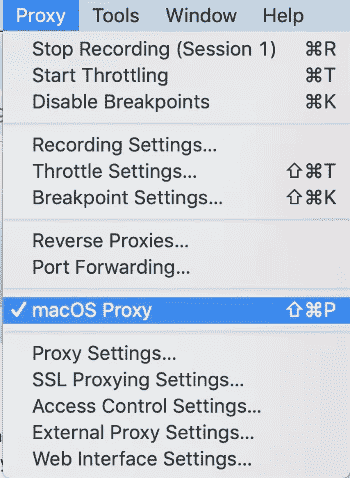 Proxy Tools Window Help
Stop Recording (Session 1) ⌘R
Start Throttling ⌘T
Disable Breakpoints ⌘K
Recording Settings...
Throttle Settings... ⇧⌘T
Breakpoint Settings... ⇧⌘K
Reverse Proxies...
Port Forwarding...
✓ macOS Proxy ⇧⌘P
Proxy Settings...
SSL Proxying Settings...
Access Control Settings...
External Proxy Settings...
Web Interface Settings...